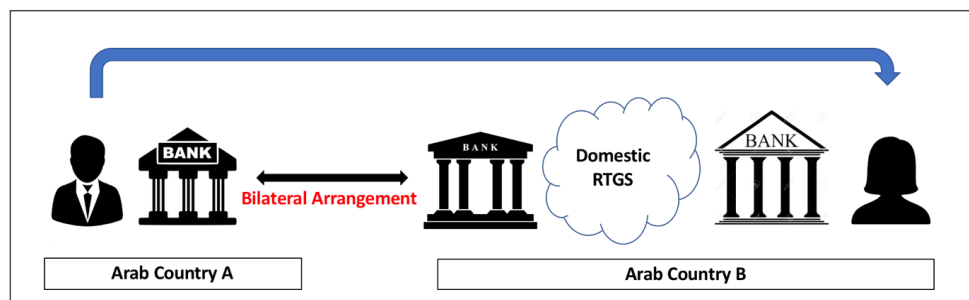 BANK
BANK
Domestic
RTGS
BANK
Bilateral Arrangement
Arab Country A
Arab Country B